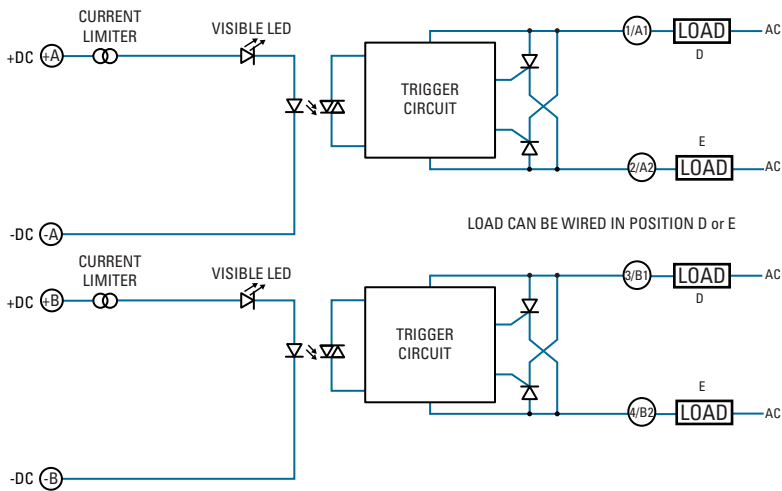 CURRENT
LIMITER
VISIBLE LED
+DC
+A
TRIGGER
CIRCUIT
1/A1
LOAD
AC
D
E
2/A2
LOAD
AC
-DC
-A
LOAD CAN BE WIRED IN POSITION D or E
CURRENT
LIMITER
VISIBLE LED
+DC
+B
TRIGGER
CIRCUIT
3/B1
LOAD
AC
D
E
4/B2
LOAD
AC
-DC
-B